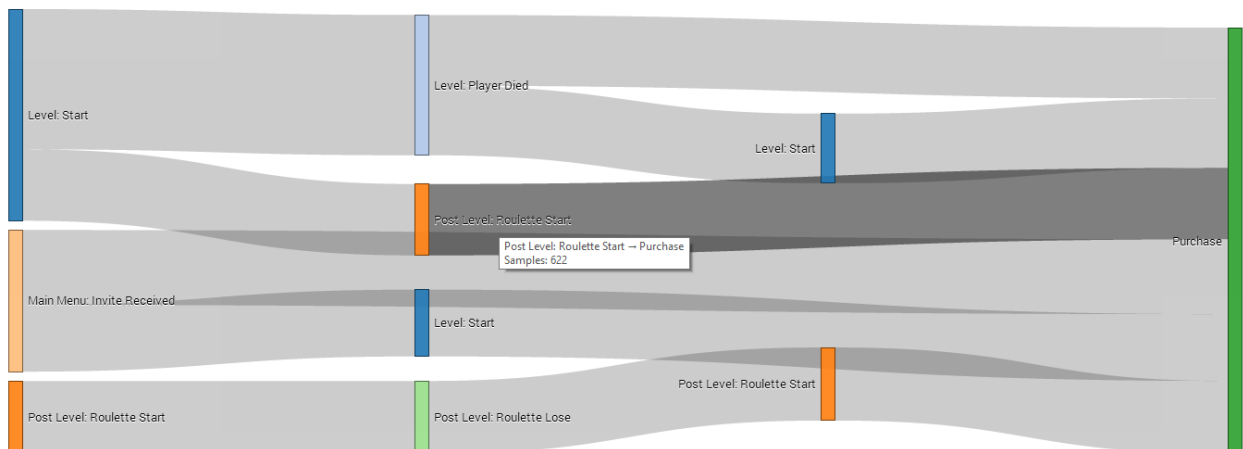 Level: Player Died
Level: Start
Level: Start
Post Level: Roulette Start
Purchase
Post Level: Roulette Start → Purchase
Samples: 622
Main Menu: Invite Received
Level: Start
Post Level: Roulette Start
Post Level: Roulette Start
Post Level: Roulette Lose